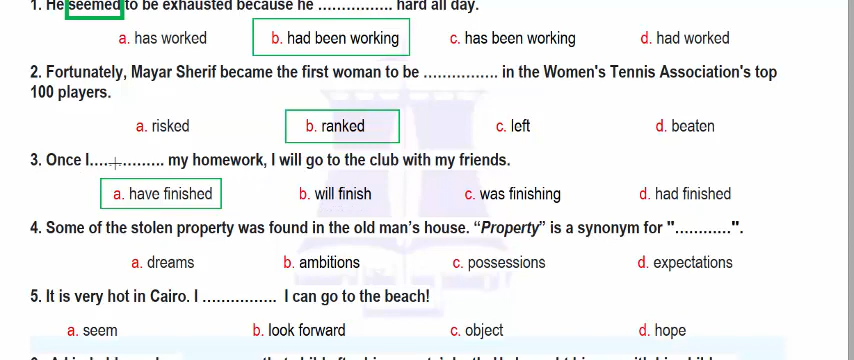 1. He seemed to be exhausted because he ................ hard all day.
a. has worked b. had been working c. has been working d. had worked
2. Fortunately, Mayar Sherif became the first woman to be ................ in the Women's Tennis Association's top
100 players.
a. risked b. ranked c. left d. beaten
3. Once I................ my homework, I will go to the club with my friends.
a. have finished b. will finish c. was finishing d. had finished
4. Some of the stolen property was found in the old man's house. “Property” is a synonym for "............".
a. dreams b. ambitions c. possessions d. expectations
5. It is very hot in Cairo. I ................ I can go to the beach!
a. seem b. look forward c. object d. hope